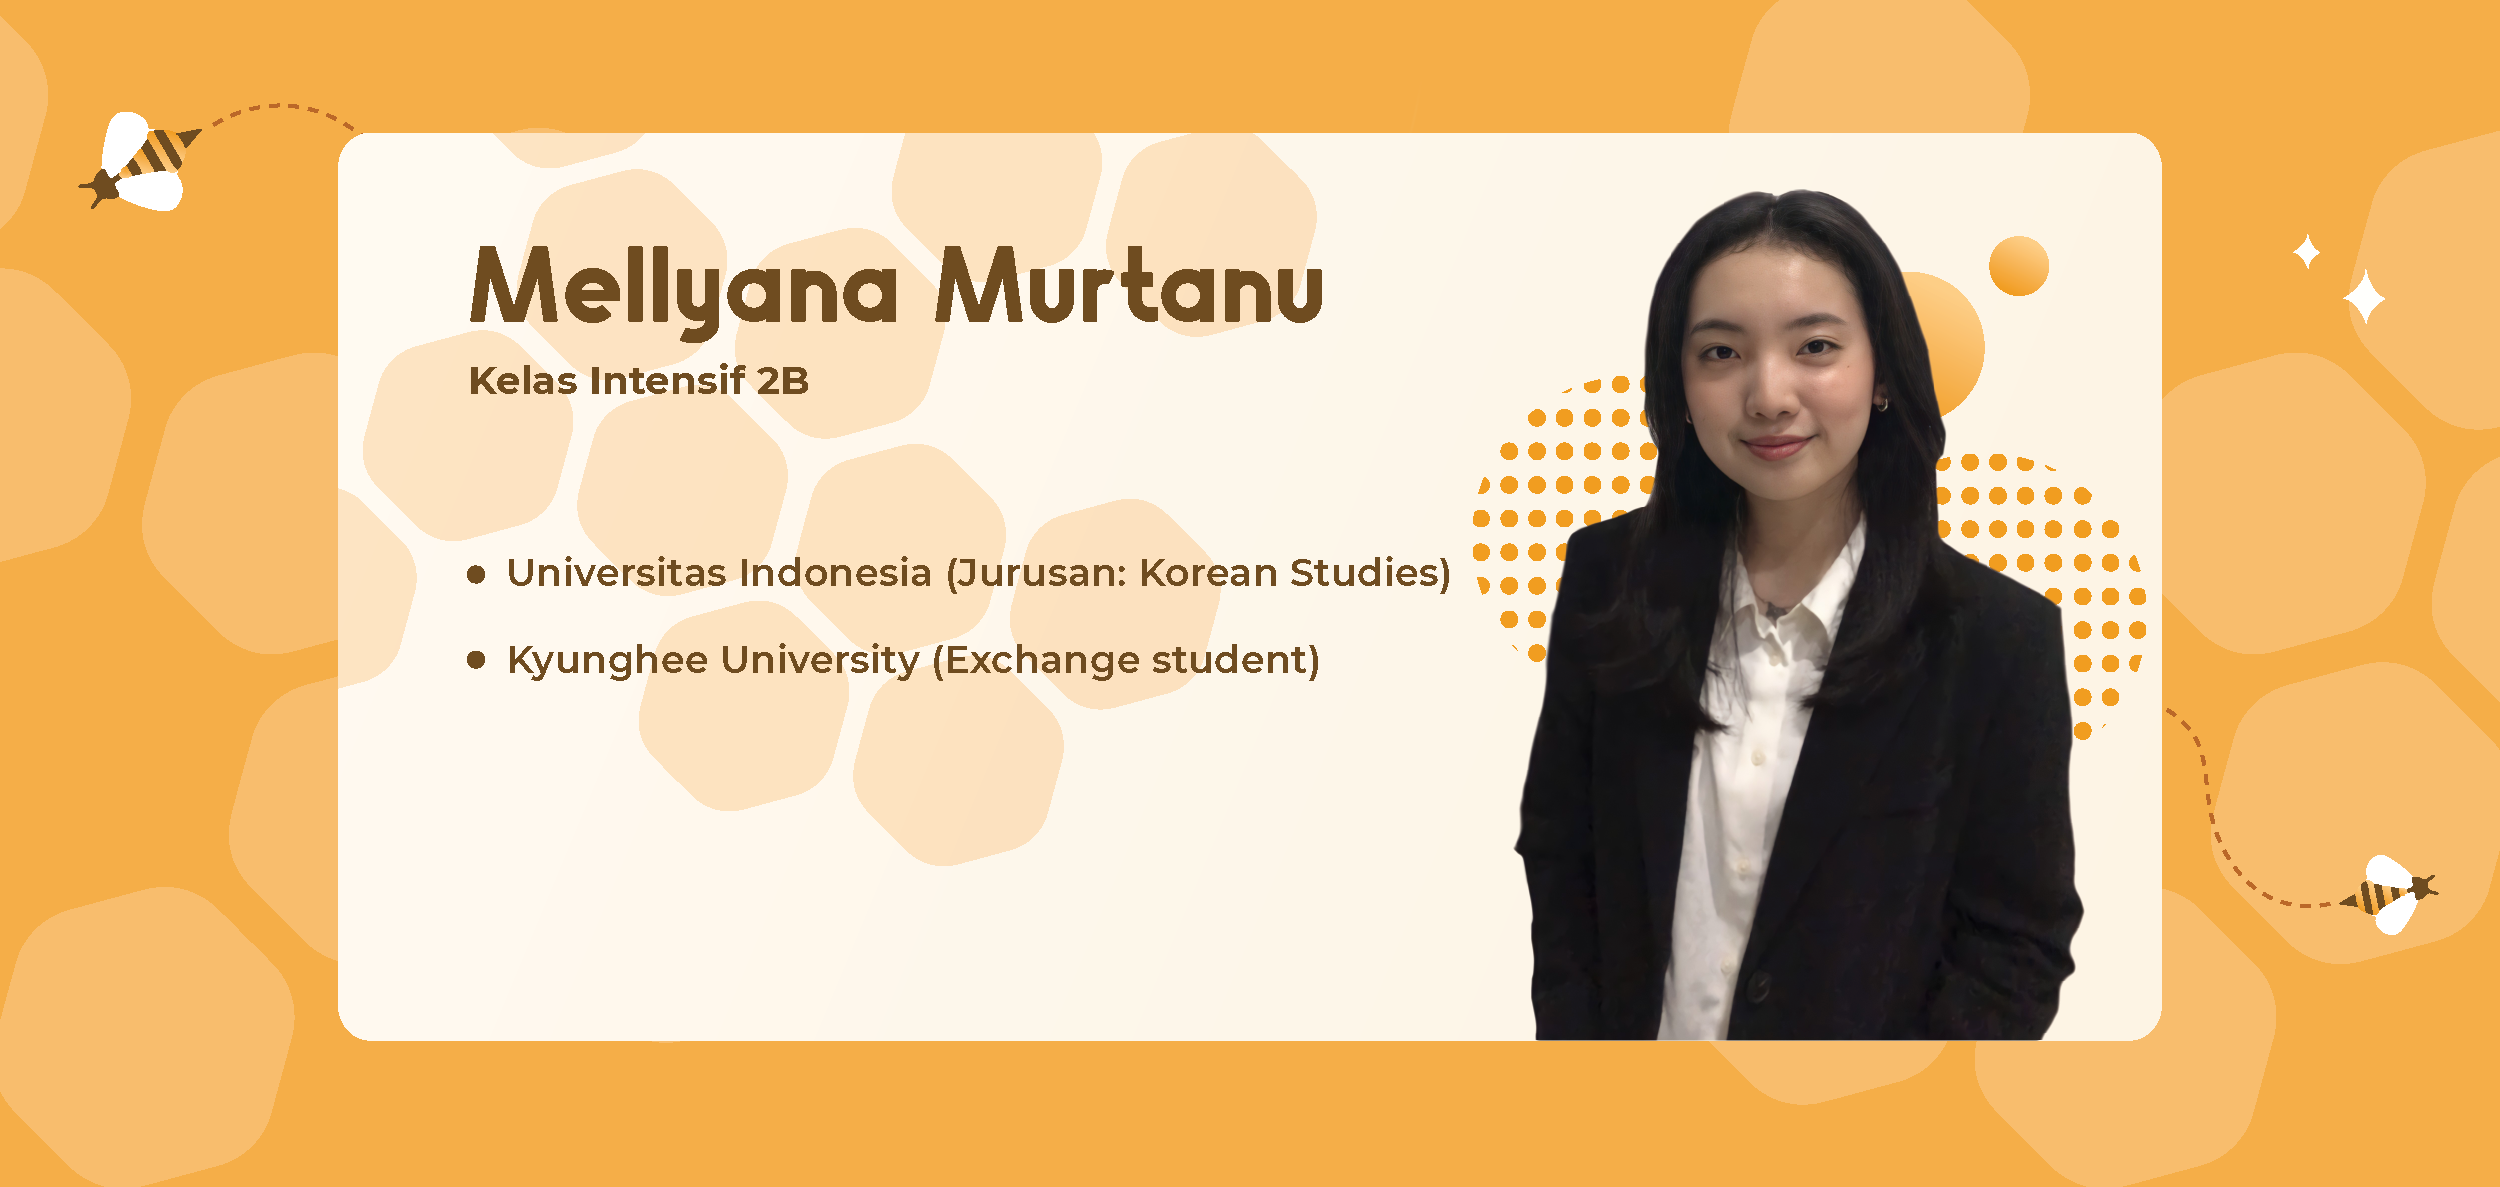 Mellyana Murtanu
Kelas Intensif 2B
Universitas Indonesia (Jurusan: Korean Studies)
Kyunghee University (Exchange student)